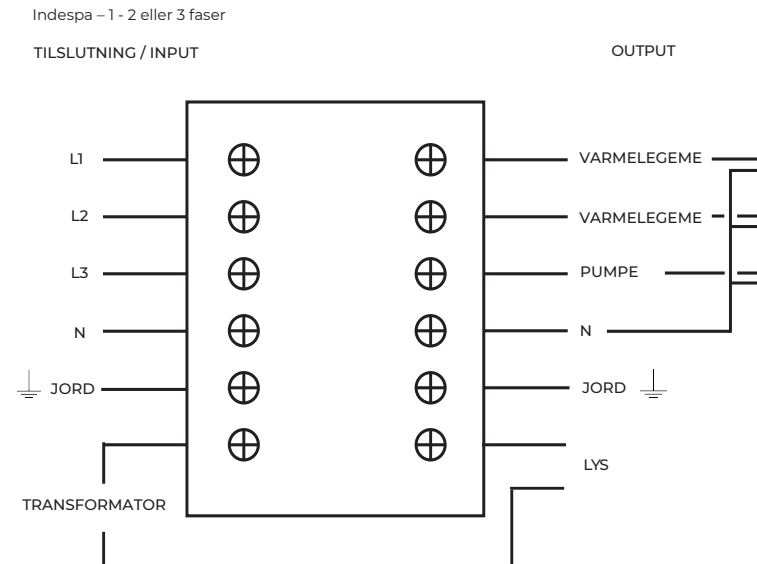 Indespa – 1 - 2 eller 3 faser
TILSLUTNING / INPUT
OUTPUT
L1
VARMELEGEME
L2
VARMELEGEME
L3
PUMPE
N
N
JORD
JORD
LYS
TRANSFORMATOR